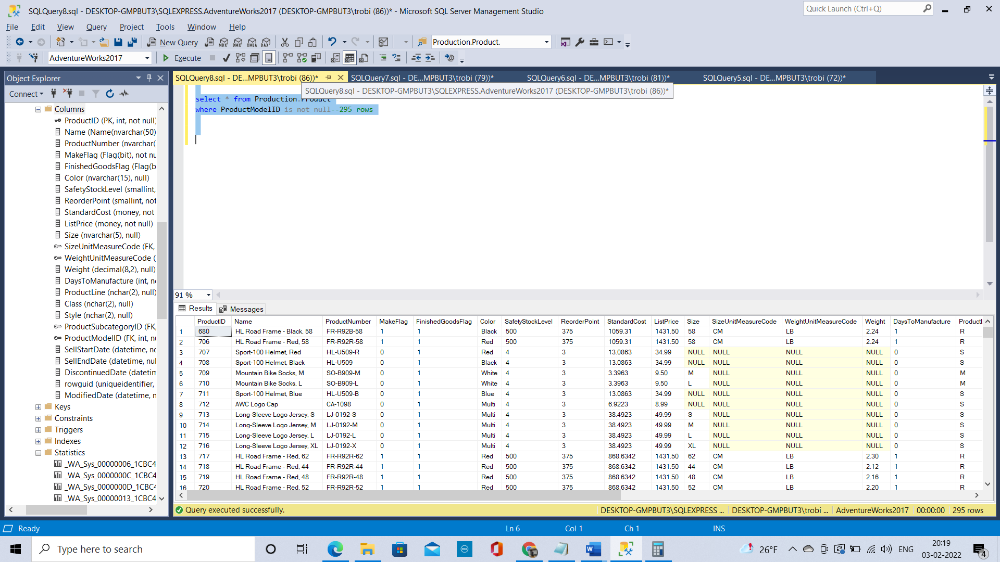 SQLQuery8.sql - DESKTOP-GMPBUT3\SQLEXPRESS.AdventureWorks2017 (DESKTOP-GMPBUT3\trobi (86))* - Microsoft SQL Server Management Studio
Quick Launch (Ctrl+Q)
File Edit View Query Project Tools Window Help
New Query MDX DMX XMLA DAX Production.Product.
AdventureWorks2017 Execute
Object Explorer
SQLQuery8.sql - DE...MPBUT3\trobi (86))* SQLQuery7.sql - DE...MPBUT3\trobi (79))* SQLQuery6.sql - DE...MPBUT3\trobi (81))* SQLQuery5.sql - DE...MPBUT3\trobi (72))*
SQLQuery8.sql - DESKTOP-GMPBUT3\SQLEXPRESS.AdventureWorks2017 (DESKTOP-GMPBUT3\trobi (86))*
Connect
select * from Production.Product
where ProductModelID is not null--295 rows
Columns
ProductID (PK, int, not null)
Name (Name(nvarchar(50)
ProductNumber (nvarchar(
MakeFlag (Flag(bit), not nu
FinishedGoodsFlag (Flag(b
Color (nvarchar(15), null)
SafetyStockLevel (smallint,
ReorderPoint (smallint, not
StandardCost (money, not
ListPrice (money, not null)
Size (nvarchar(5), null)
SizeUnitMeasureCode (FK,
WeightUnitMeasureCode (
Weight (decimal(8,2), null)
DaysToManufacture (int, no
ProductLine (nchar(2), null)
Class (nchar(2), null)
Style (nchar(2), null)
ProductSubcategoryID (FK,
ProductModelID (FK, int, nu
SellStartDate (datetime, no
SellEndDate (datetime, nul
DiscontinuedDate (datetim
rowguid (uniqueidentifier,
ModifiedDate (datetime, n
Keys
Constraints
Triggers
Indexes
Statistics
_WA_Sys_00000006_1CBC4
_WA_Sys_0000000C_1CBC4
_WA_Sys_0000000D_1CBC4
_WA_Sys_00000013_1CBC4
91 %
Results Messages
ProductID Name ProductNumber MakeFlag FinishedGoodsFlag Color SafetyStockLevel ReorderPoint StandardCost ListPrice Size SizeUnitMeasureCode WeightUnitMeasureCode Weight DaysToManufacture ProductL
1 680 HL Road Frame - Black, 58 FR-R92B-58 1 1 Black 500 375 1059.31 1431.50 58 CM LB 2.24 1 R
2 706 HL Road Frame - Red, 58 FR-R92R-58 1 1 Red 500 375 1059.31 1431.50 58 CM LB 2.24 1 R
3 707 Sport-100 Helmet, Red HL-U509-R 0 1 Red 4 3 13.0863 34.99 NULL NULL NULL NULL 0 S
4 708 Sport-100 Helmet, Black HL-U509 0 1 Black 4 3 13.0863 34.99 NULL NULL NULL NULL 0 S
5 709 Mountain Bike Socks, M SO-B909-M 0 1 White 4 3 3.3963 9.50 M NULL NULL NULL 0 M
6 710 Mountain Bike Socks, L SO-B909-L 0 1 White 4 3 3.3963 9.50 L NULL NULL NULL 0 M
7 711 Sport-100 Helmet, Blue HL-U509-B 0 1 Blue 4 3 13.0863 34.99 NULL NULL NULL NULL 0 S
8 712 AWC Logo Cap CA-1098 0 1 Multi 4 3 6.9223 8.99 NULL NULL NULL NULL 0 S
9 713 Long-Sleeve Logo Jersey, S LJ-0192-S 0 1 Multi 4 3 38.4923 49.99 S NULL NULL NULL 0 S
10 714 Long-Sleeve Logo Jersey, M LJ-0192-M 0 1 Multi 4 3 38.4923 49.99 M NULL NULL NULL 0 S
11 715 Long-Sleeve Logo Jersey, L LJ-0192-L 0 1 Multi 4 3 38.4923 49.99 L NULL NULL NULL 0 S
12 716 Long-Sleeve Logo Jersey, XL LJ-0192-X 0 1 Multi 4 3 38.4923 49.99 XL NULL NULL NULL 0 S
13 717 HL Road Frame - Red, 62 FR-R92R-62 1 1 Red 500 375 868.6342 1431.50 62 CM LB 2.30 1 R
14 718 HL Road Frame - Red, 44 FR-R92R-44 1 1 Red 500 375 868.6342 1431.50 44 CM LB 2.12 1 R
15 719 HL Road Frame - Red, 48 FR-R92R-48 1 1 Red 500 375 868.6342 1431.50 48 CM LB 2.16 1 R
16 720 HL Road Frame - Red, 52 FR-R92R-52 1 1 Red 500 375 868.6342 1431.50 52 CM LB 2.20 1 R
Query executed successfully. DESKTOP-GMPBUT3\SQLEXPRESS ... DESKTOP-GMPBUT3\trobi ... AdventureWorks2017 00:00:00 295 rows
Ready Ln 6 Col 1 Ch 1 INS
Type here to search 26°F ENG 20:19
03-02-2022 4